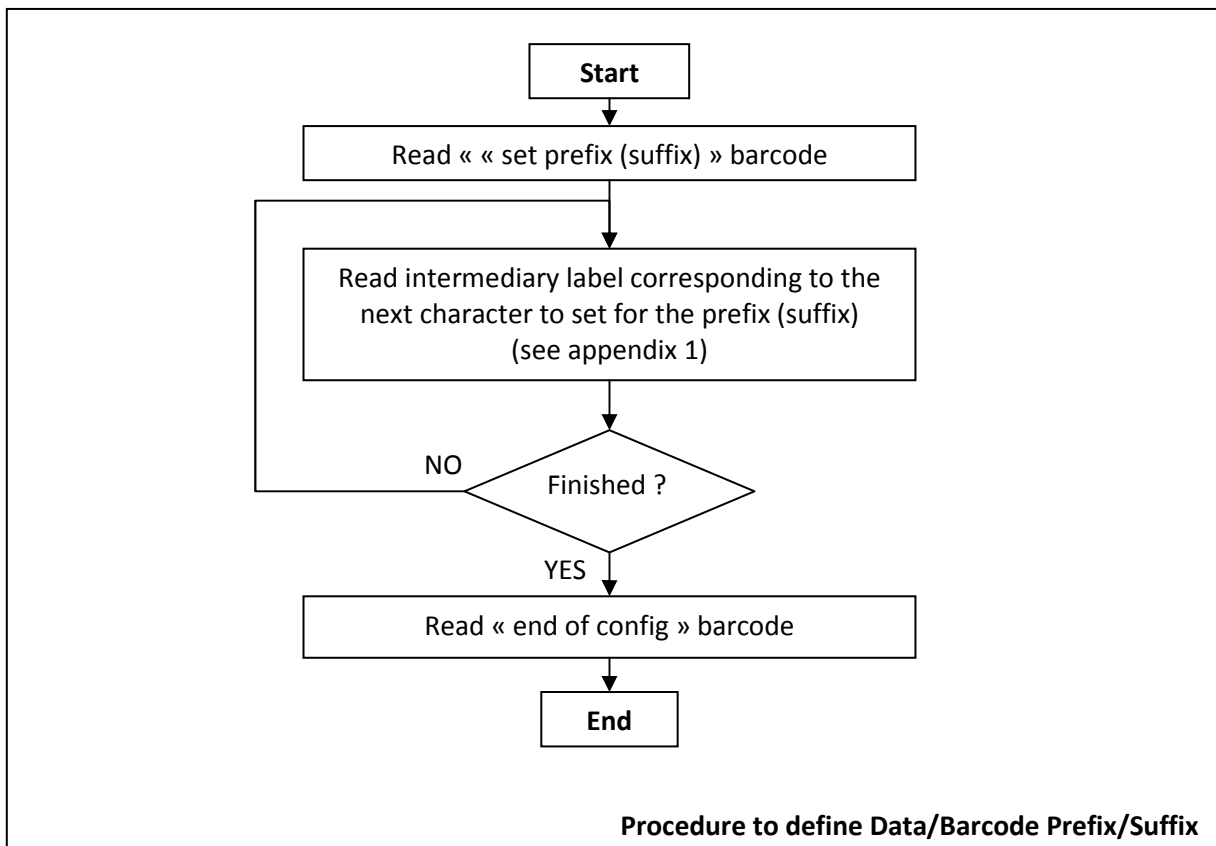 Start
Read « « set prefix (suffix) » barcode
Read intermediary label corresponding to the
next character to set for the prefix (suffix)
(see appendix 1)
NO
Finished ?
YES
Read « end of config » barcode
End
Procedure to define Data/Barcode Prefix/Suffix